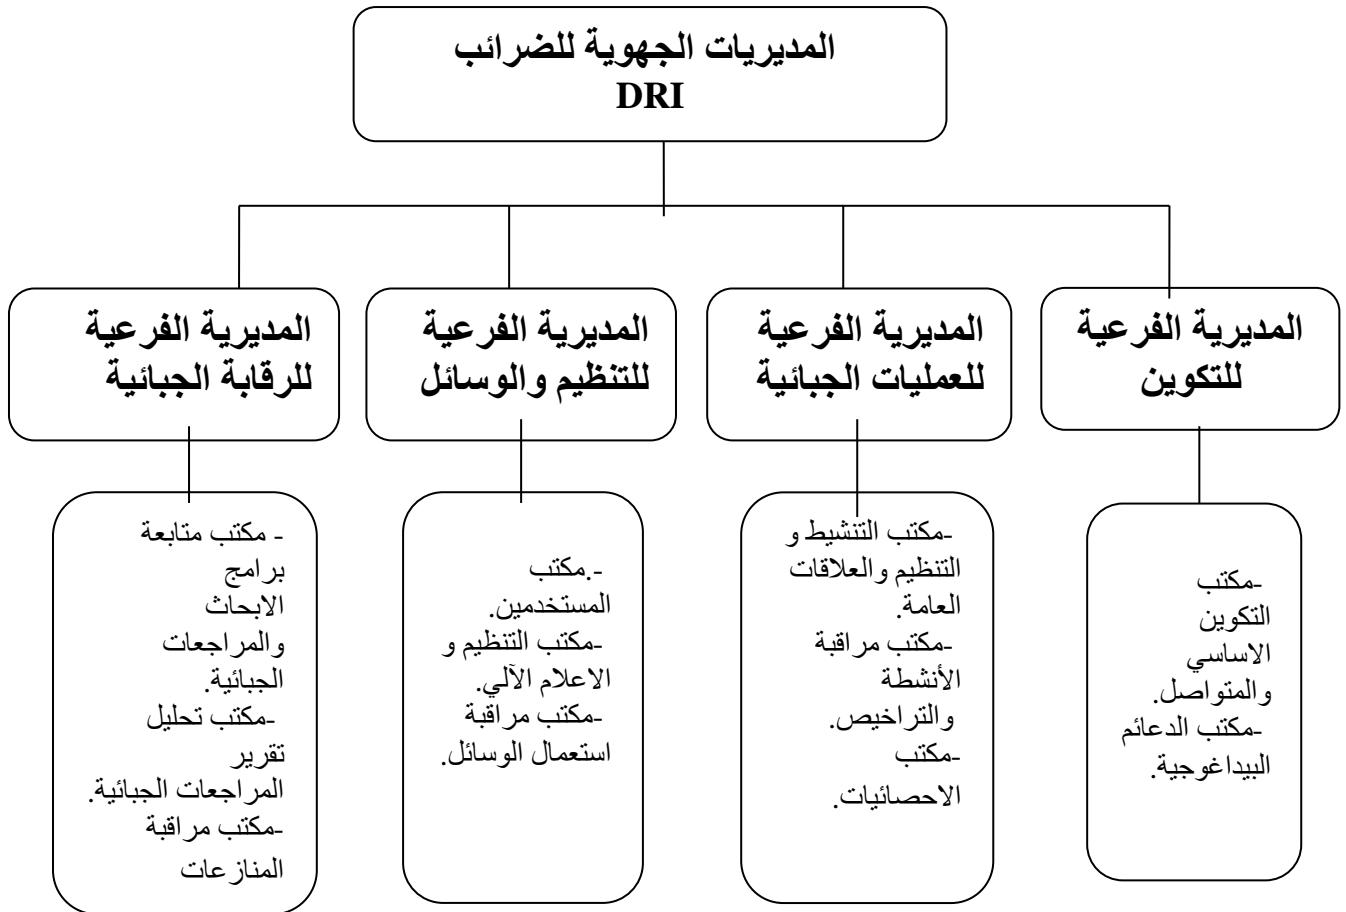 المديريات الجهوية للضرائب
DRI
المديرية الفرعية
للتكوين
المديرية الفرعية
للعمليات الجبائية
المديرية الفرعية
للتنظيم والوسائل
المديرية الفرعية
للرقابة الجبائية
-مكتب
التكوين
الاساسي
والمتواصل.
-مكتب الدعائم
البيداغوجية.
-مكتب التنشيط و
التنظيم والعلاقات
العامة.
-مكتب مراقبة
الأنشطة
والتراخيص.
-مكتب
الاحصائيات.
-.مكتب
المستخدمين.
-مكتب التنظيم و
الاعلام الآلي.
-مكتب مراقبة
استعمال الوسائل.
- مكتب متابعة
برامج
الابحاث
والمراجعات
الجبائية.
-مكتب تحليل
تقرير
المراجعات الجبائية.
-مكتب مراقبة
المنازعات